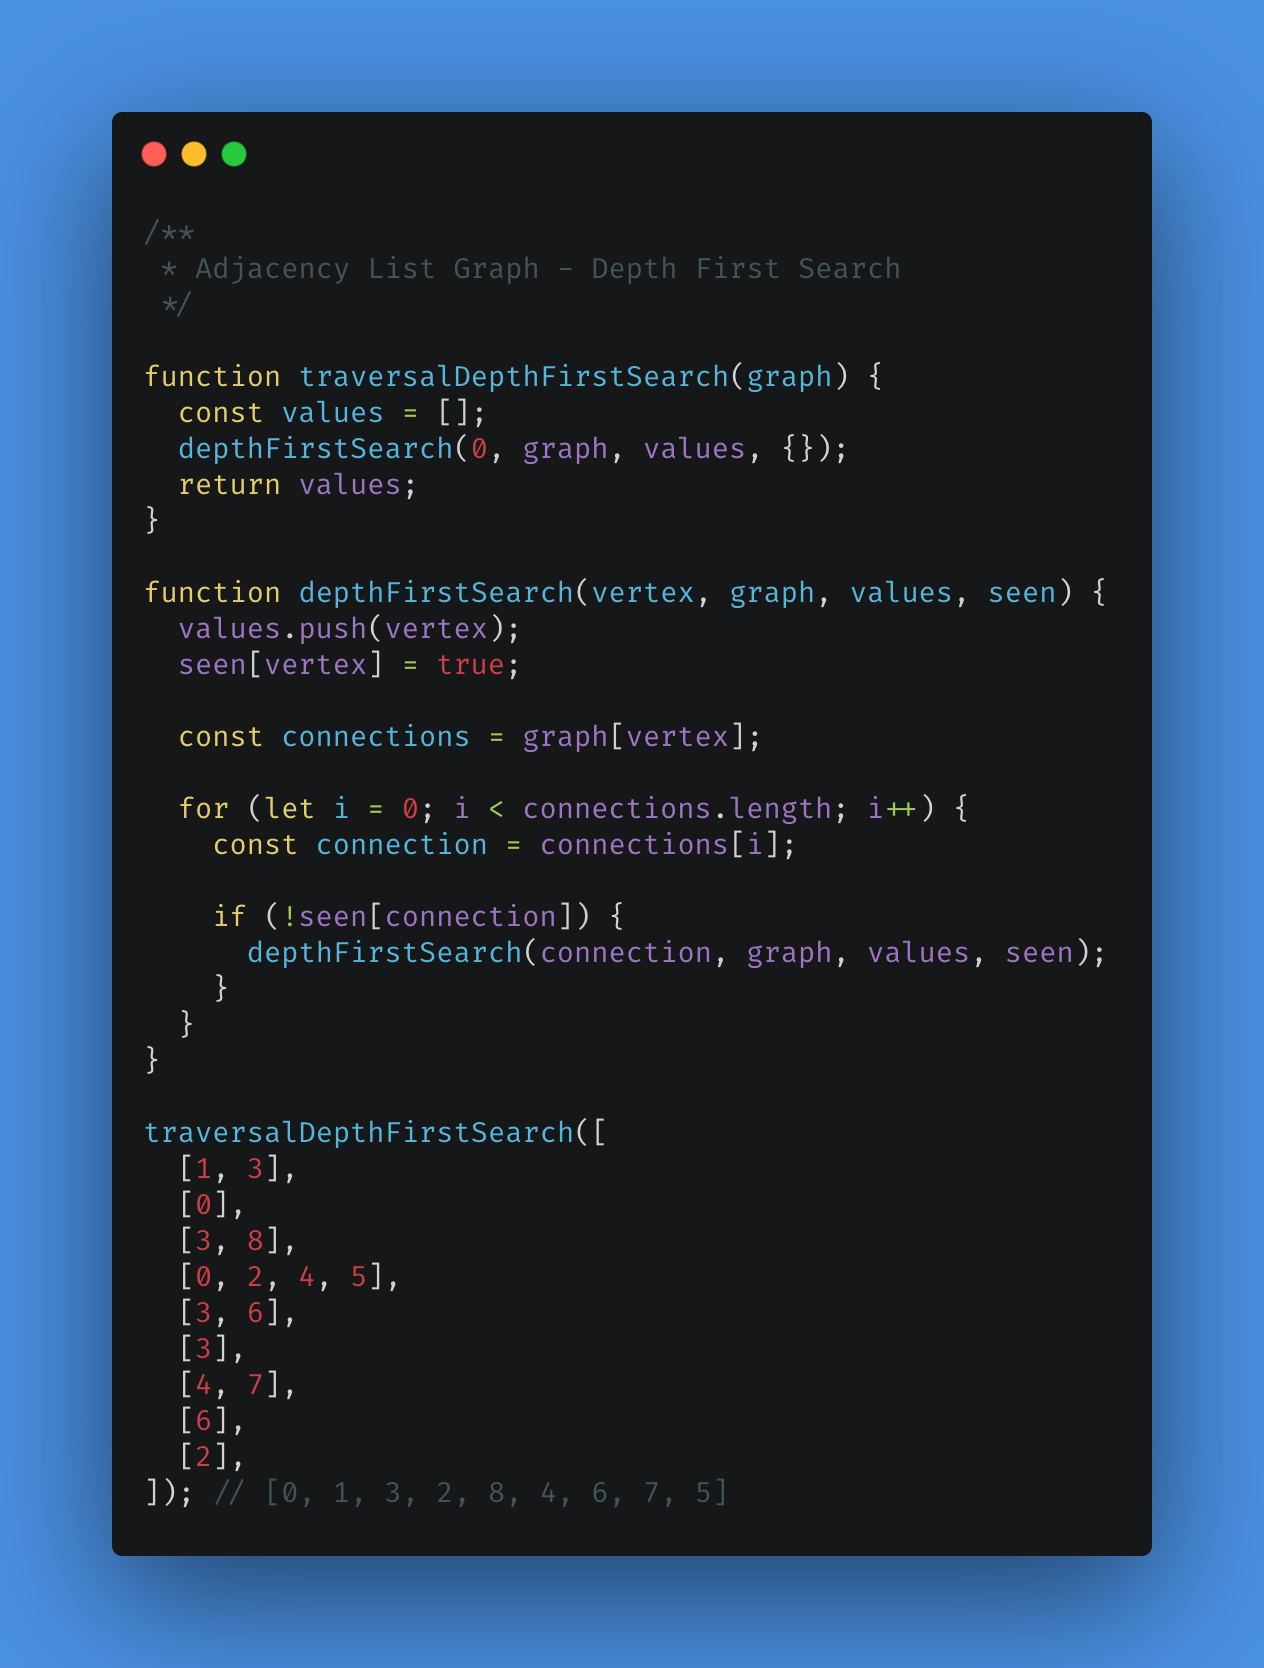 /**
 * Adjacency List Graph - Depth First Search
 */

function traversalDepthFirstSearch(graph) {
  const values = [];
  depthFirstSearch(0, graph, values, {});
  return values;
}

function depthFirstSearch(vertex, graph, values, seen) {
  values.push(vertex);
  seen[vertex] = true;

  const connections = graph[vertex];

  for (let i = 0; i < connections.length; i++) {
    const connection = connections[i];

    if (!seen[connection]) {
      depthFirstSearch(connection, graph, values, seen);
    }
  }
}

traversalDepthFirstSearch([
  [1, 3],
  [0],
  [3, 8],
  [0, 2, 4, 5],
  [3, 6],
  [3],
  [4, 7],
  [6],
  [2],
]); // [0, 1, 3, 2, 8, 4, 6, 7, 5]